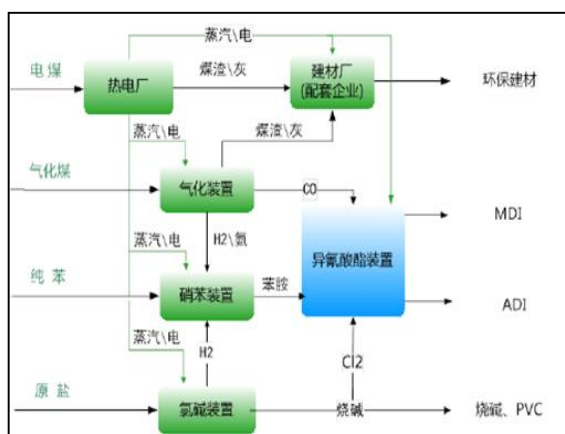 蒸汽\电
电煤
热电厂
煤渣\灰
建材厂
(配套企业)
环保建材
蒸汽\电
煤渣\灰
气化煤
气化装置
CO
MDI
蒸汽\电
H2\氨
异氰酸酯装置
纯苯
硝苯装置
苯胺
ADI
蒸汽\电
H2
Cl2
原盐
氯碱装置
烧碱
烧碱、PVC